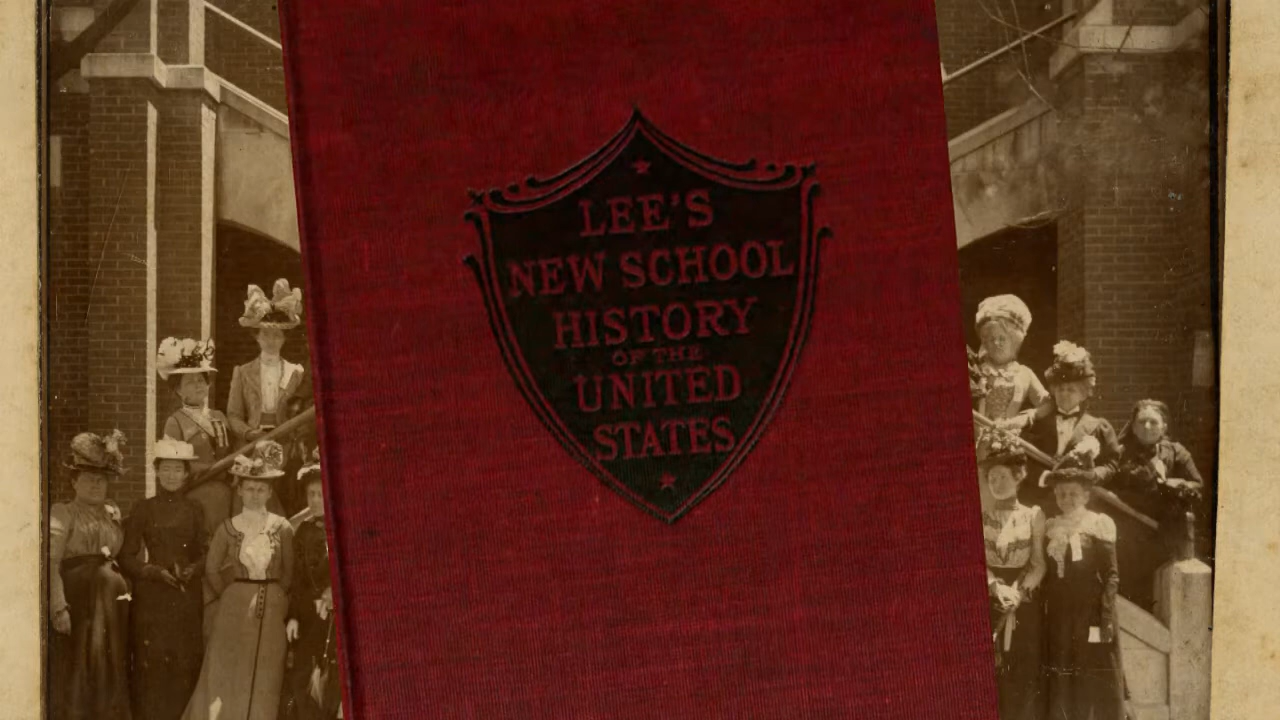 LEE'S
NEW SCHOOL
HISTORY
OF THE
UNITED
STATES